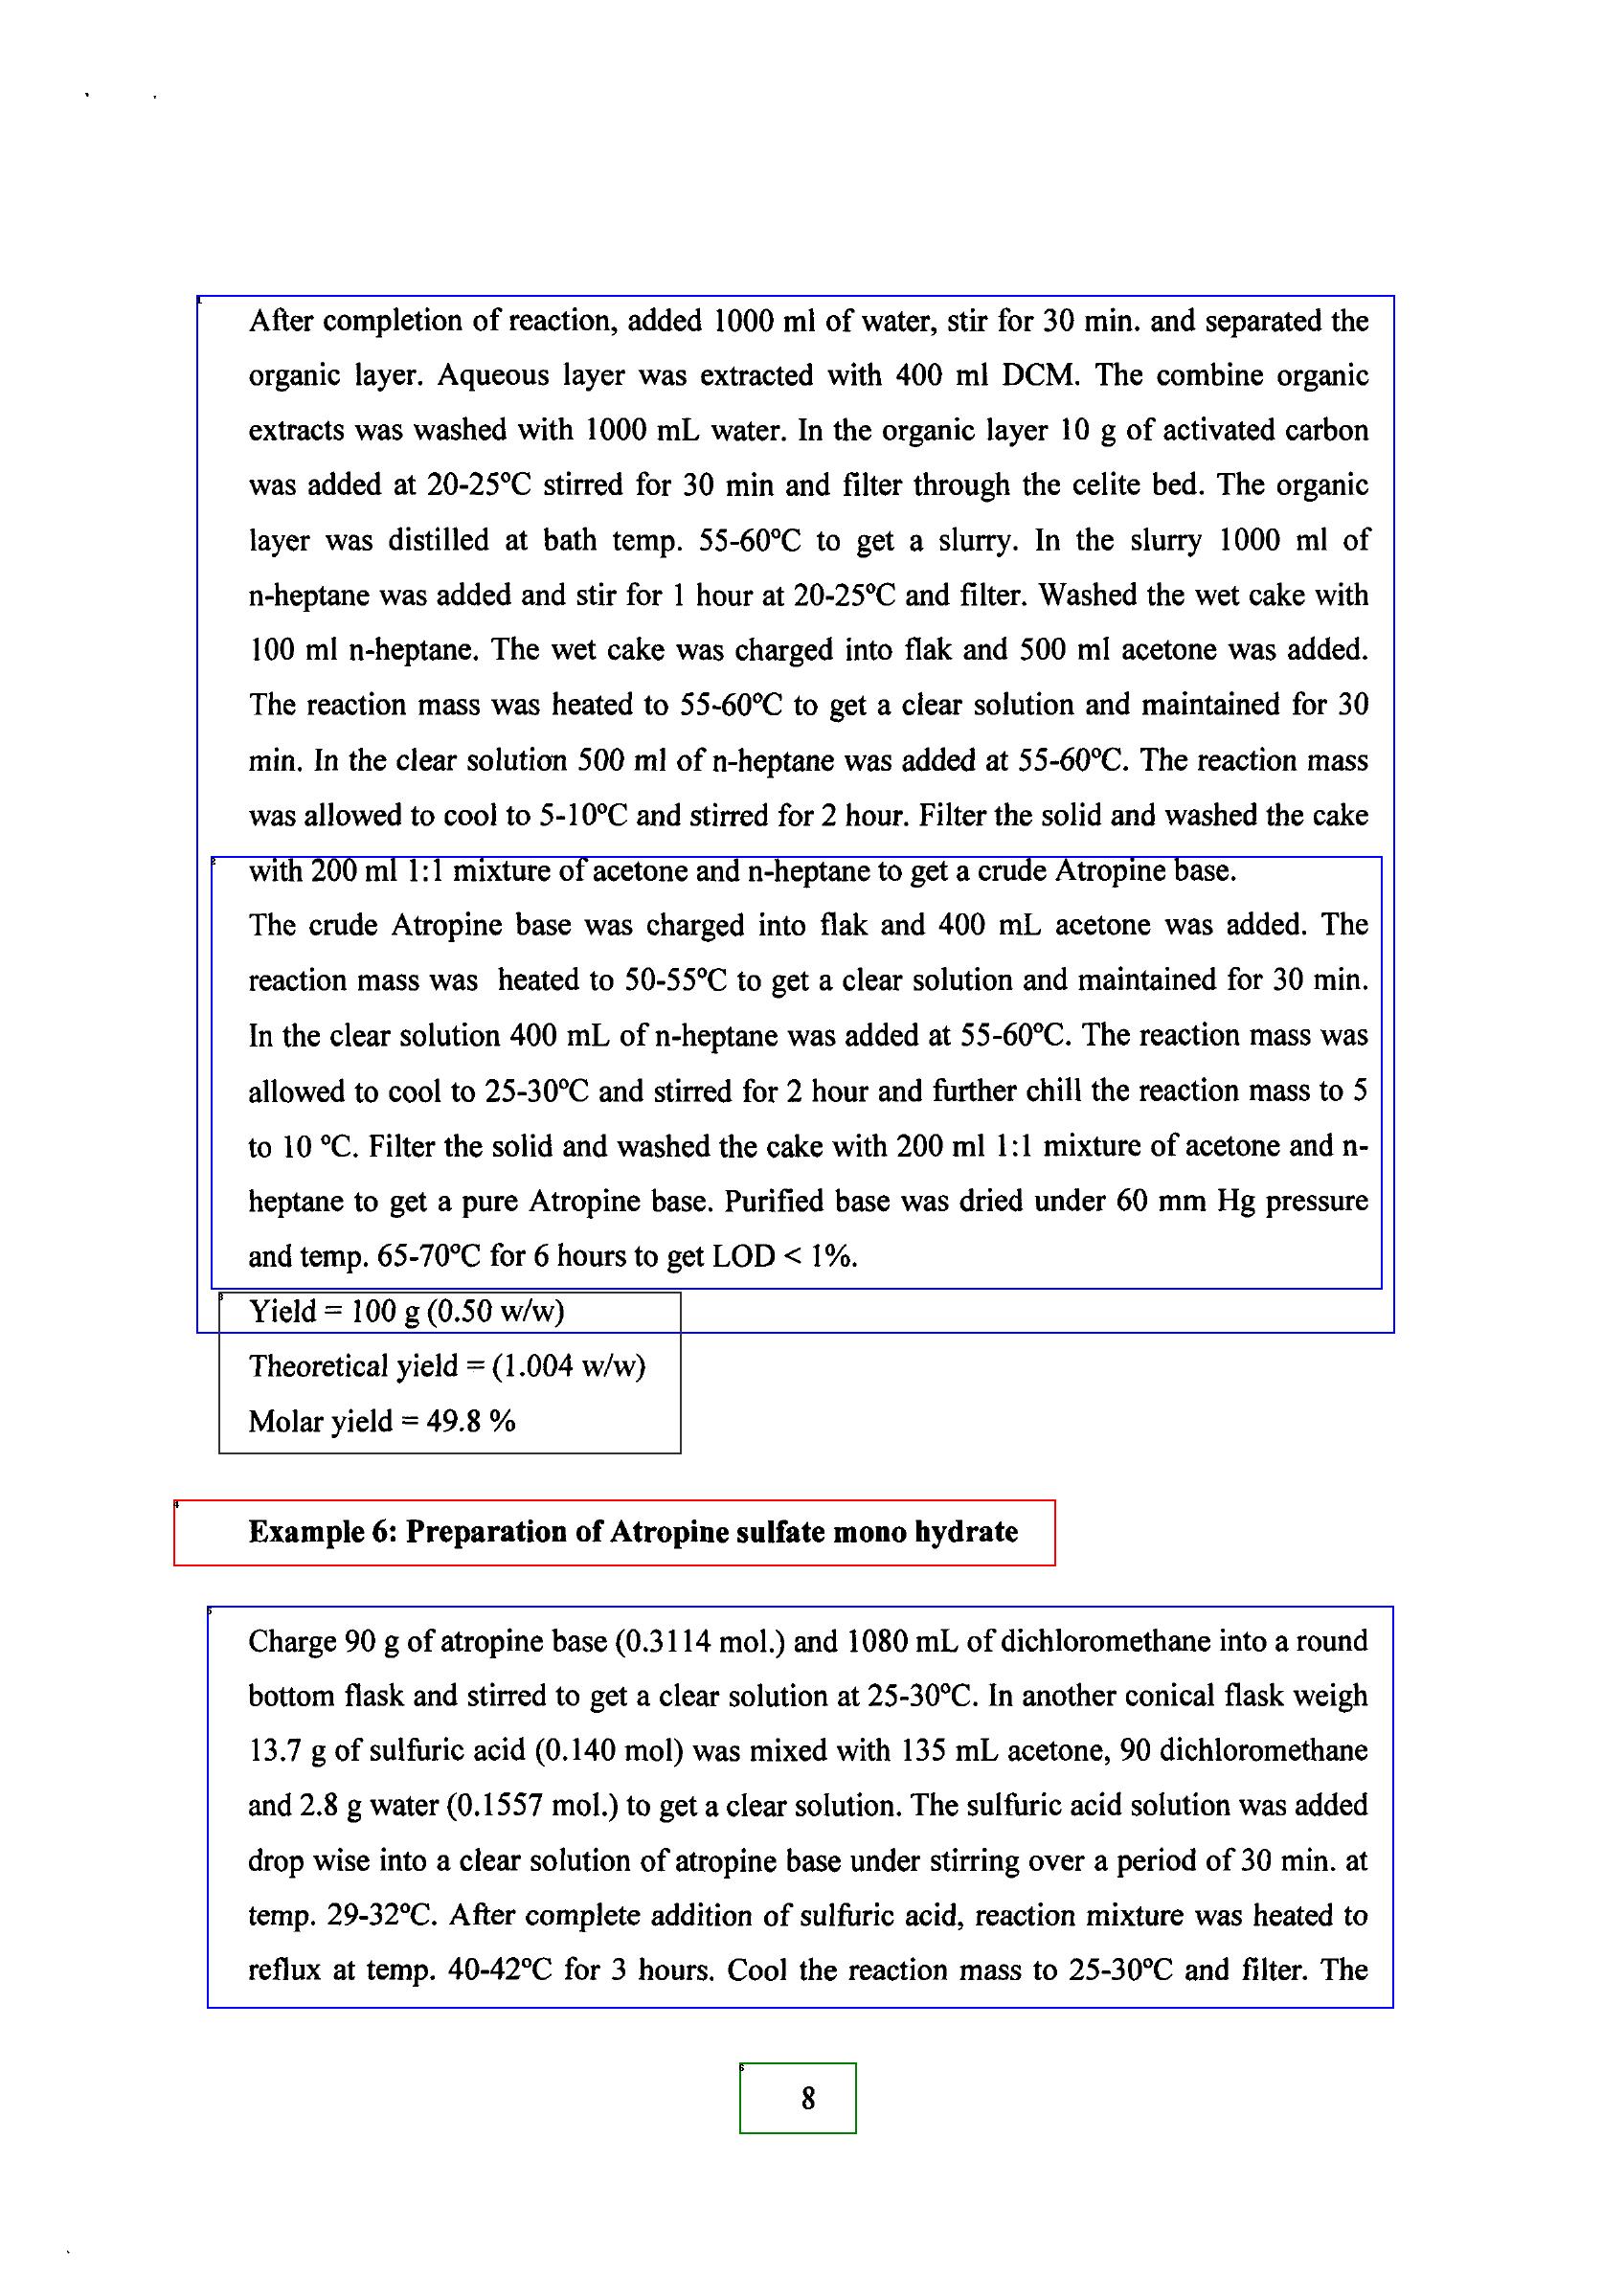 After completion of reaction, added 1000 ml of water, stir for 30 min. and separated the
organic layer. Aqueous layer was extracted with 400 ml DCM. The combine organic
extracts was washed with 1000 mL water. In the organic layer 10 g of activated carbon
was added at 20-25ºC stirred for 30 min and filter through the celite bed. The organic
layer was distilled at bath temp. 55-60ºC to get a slurry. In the slurry 1000 ml of
n-heptane was added and stir for 1 hour at 20-25ºC and filter. Washed the wet cake with
100 ml n-heptane. The wet cake was charged into flak and 500 ml acetone was added.
The reaction mass was heated to 55-60ºC to get a clear solution and maintained for 30
min. In the clear solution 500 ml of n-heptane was added at 55-60ºC. The reaction mass
was allowed to cool to 5-10ºC and stirred for 2 hour. Filter the solid and washed the cake
with 200 ml 1:1 mixture of acetone and n-heptane to get a crude Atropine base.
The crude Atropine base was charged into flak and 400 mL acetone was added. The
reaction mass was heated to 50-55ºC to get a clear solution and maintained for 30 min.
In the clear solution 400 mL of n-heptane was added at 55-60ºC. The reaction mass was
allowed to cool to 25-30ºC and stirred for 2 hour and further chill the reaction mass to 5
to 10 ºC. Filter the solid and washed the cake with 200 ml 1:1 mixture of acetone and n-
heptane to get a pure Atropine base. Purified base was dried under 60 mm Hg pressure
and temp. 65-70ºC for 6 hours to get LOD < 1%.
Yield = 100 g (0.50 w/w)
Theoretical yield = (1.004 w/w)
Molar yield = 49.8 %
Example 6: Preparation of Atropine sulfate mono hydrate
Charge 90 g of atropine base (0.3114 mol.) and 1080 mL of dichloromethane into a round
bottom flask and stirred to get a clear solution at 25-30ºC. In another conical flask weigh
13.7 g of sulfuric acid (0.140 mol) was mixed with 135 mL acetone, 90 dichloromethane
and 2.8 g water (0.1557 mol.) to get a clear solution. The sulfuric acid solution was added
drop wise into a clear solution of atropine base under stirring over a period of 30 min. at
temp. 29-32ºC. After complete addition of sulfuric acid, reaction mixture was heated to
reflux at temp. 40-42ºC for 3 hours. Cool the reaction mass to 25-30ºC and filter. The
8